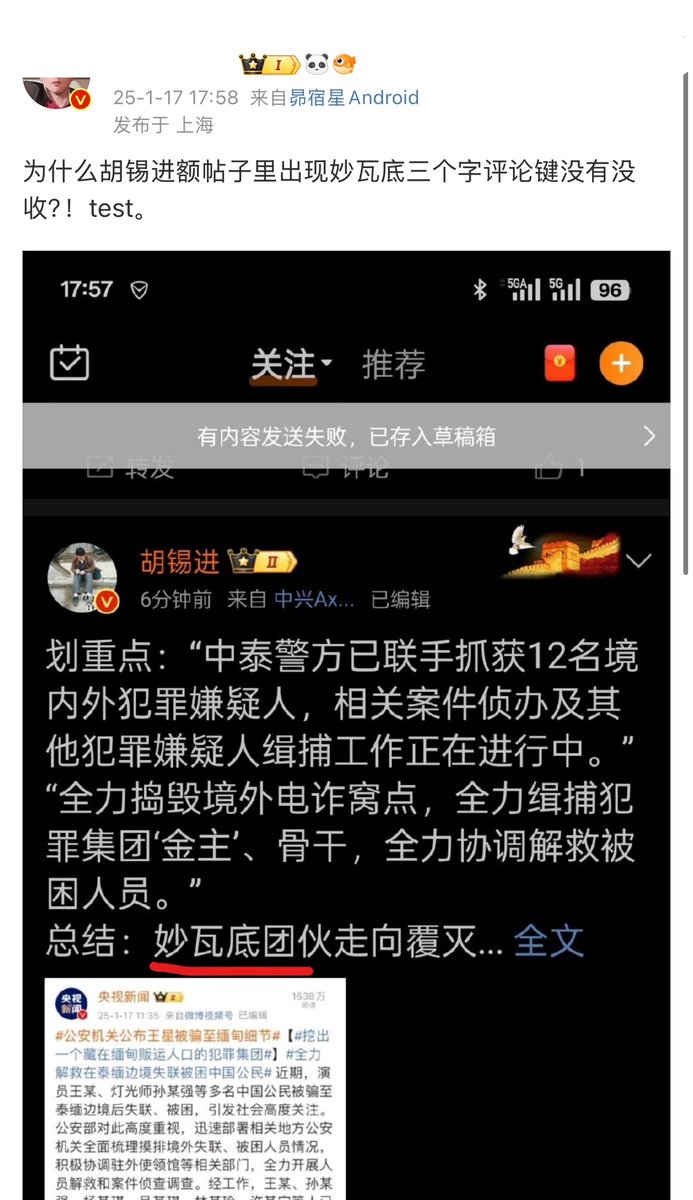 I
25-1-17 17:58 来自昴宿星Android
发布于 上海
为什么胡锡进额帖子里出现妙瓦底三个字评论键没有没
收?！test。
17:57 5GA 5G 96
关注 推荐
有内容发送失败，已存入草稿箱
转发 评论 1
胡锡进 II
6分钟前 来自 中兴Ax... 已编辑
划重点：“中泰警方已联手抓获12名境
内外犯罪嫌疑人，相关案件侦办及其
他犯罪嫌疑人缉捕工作正在进行中。”
“全力捣毁境外电诈窝点，全力缉捕犯
罪集团‘金主’、骨干，全力协调解救被
困人员。”
总结：妙瓦底团伙走向覆灭... 全文
央视新闻 央视新闻 1638万
阅读
25-1-17 11:35 来自微博视频号 已编辑
#公安机关公布王星被骗至缅甸细节#【#挖出
一个藏在缅甸贩运人口的犯罪集团#】#全力
解救在泰缅边境失联被困中国公民# 近期，演
员王某、灯光师孙某强等多名中国公民被骗至
泰缅边境后失联、被困，引发社会高度关注。
公安部对此高度重视，迅速部署相关地方公安
机关全面梳理摸排境外失联、被困人员情况，
积极协调驻外使领馆等相关部门，全力开展人
员解救和案件侦查调查。经工作，王某、孙某